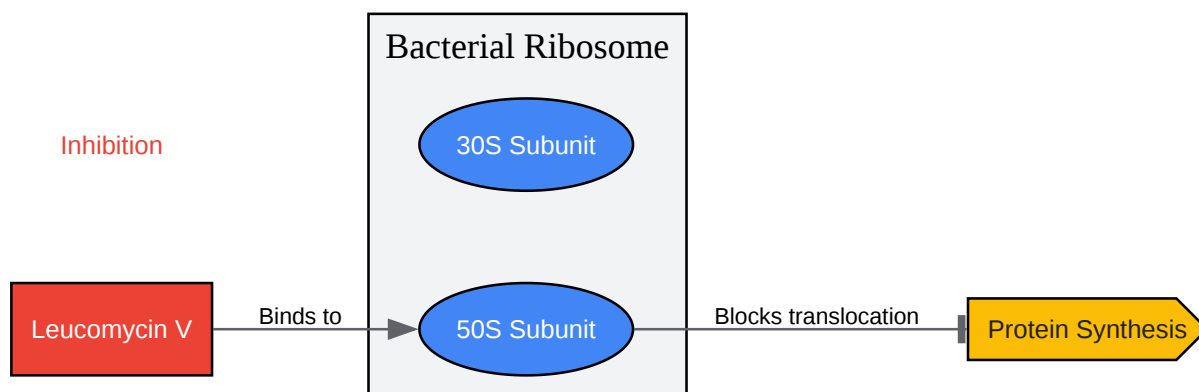 Bacterial Ribosome
Inhibition
30S Subunit
Leucomycin V
Binds to
50S Subunit
Blocks translocation
Protein Synthesis